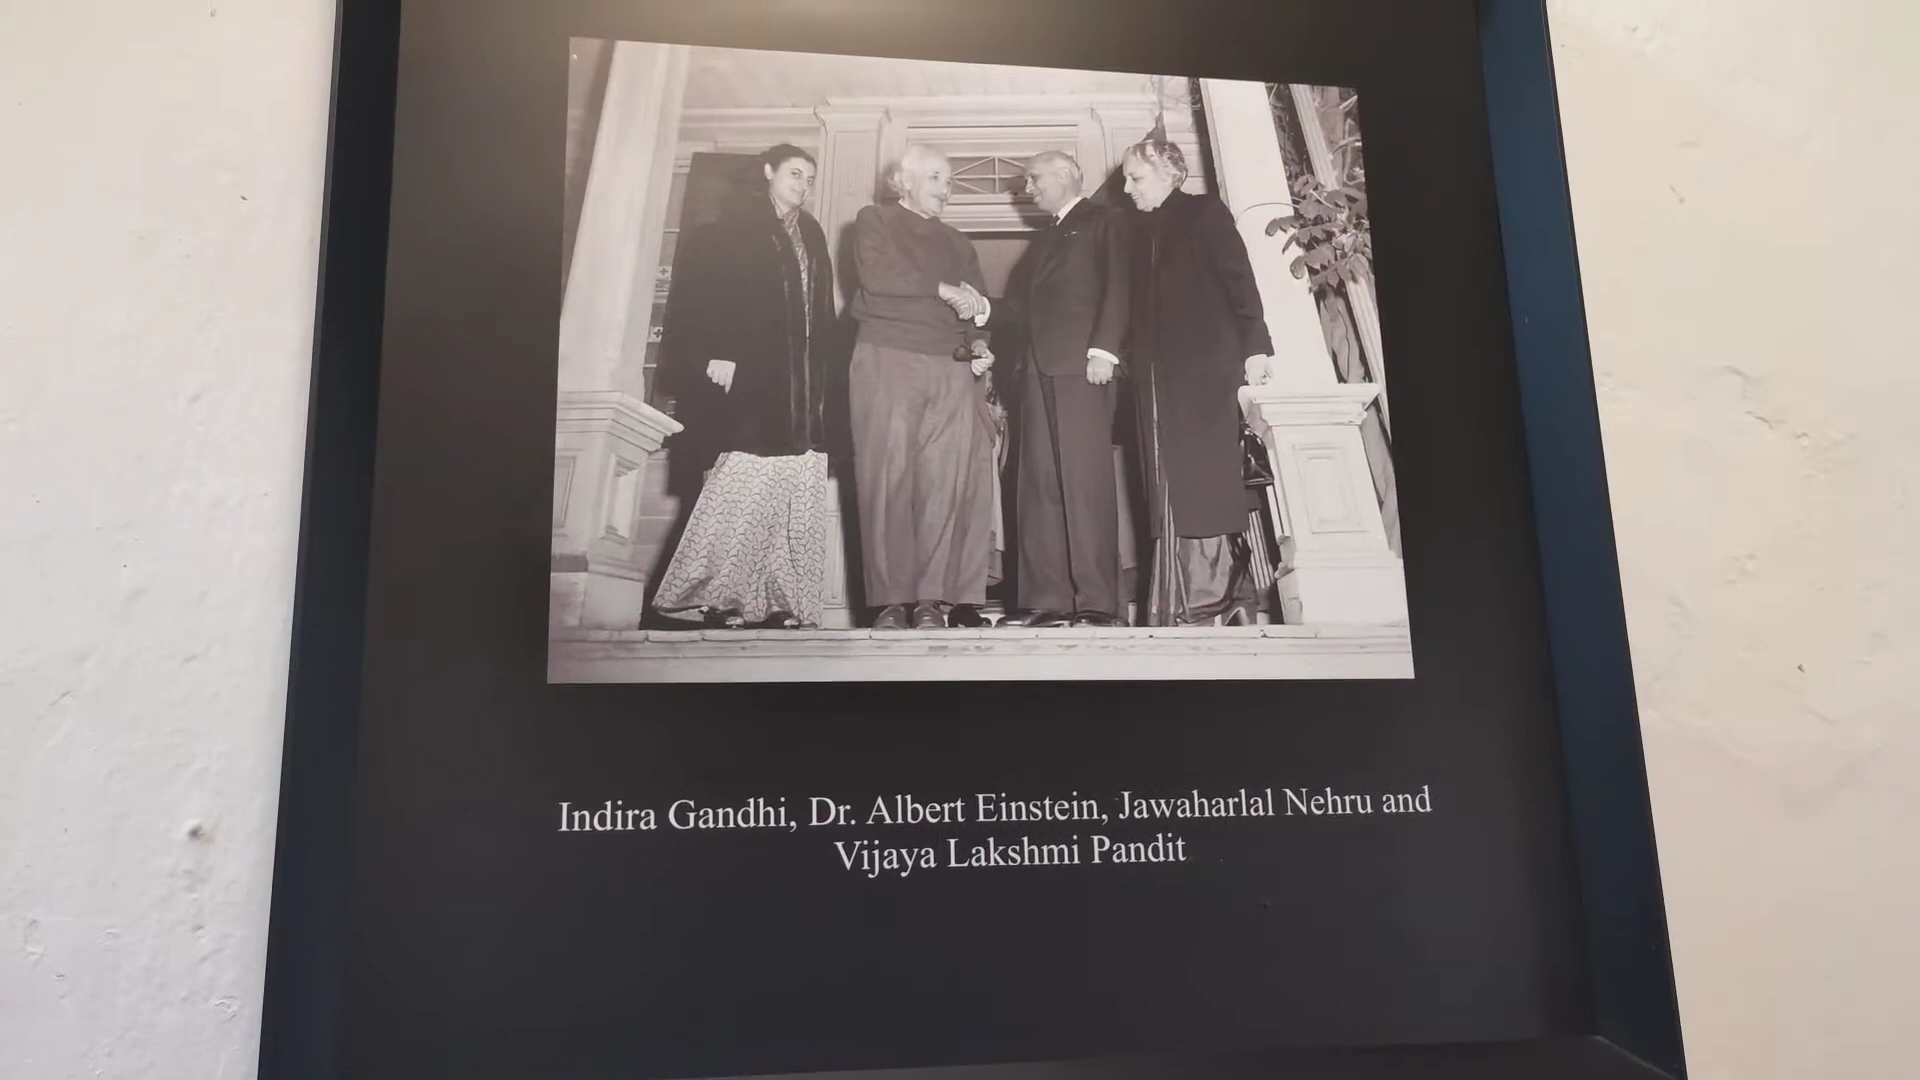 Indira Gandhi, Dr. Albert Einstein, Jawaharlal Nehru and
Vijaya Lakshmi Pandit